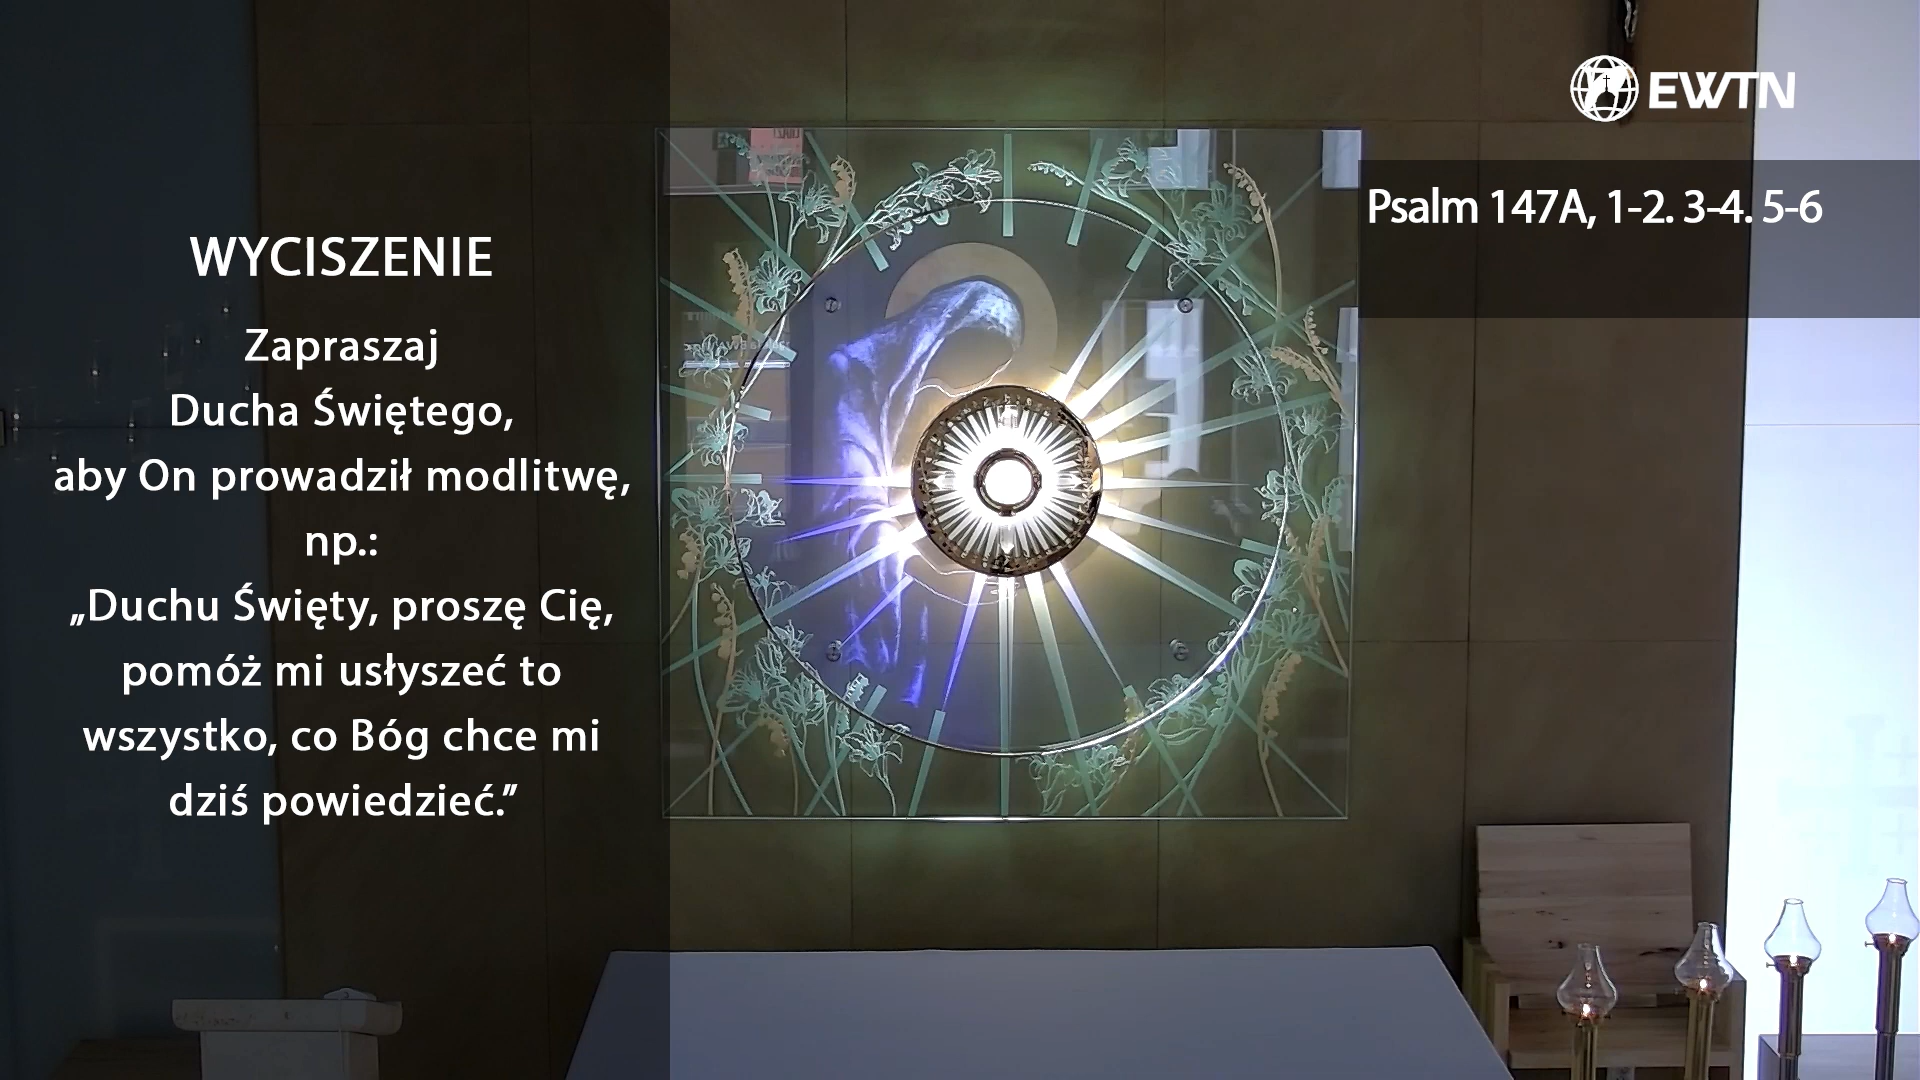 WYCISZENIE
Zapraszaj
Ducha Świętego,
aby On prowadził modlitwę,
np.:
„Duchu Święty, proszę Cię,
pomóż mi usłyszeć to
wszystko, co Bóg chce mi
dziś powiedzieć.”
EWTN
Psalm 147A, 1-2. 3-4. 5-6